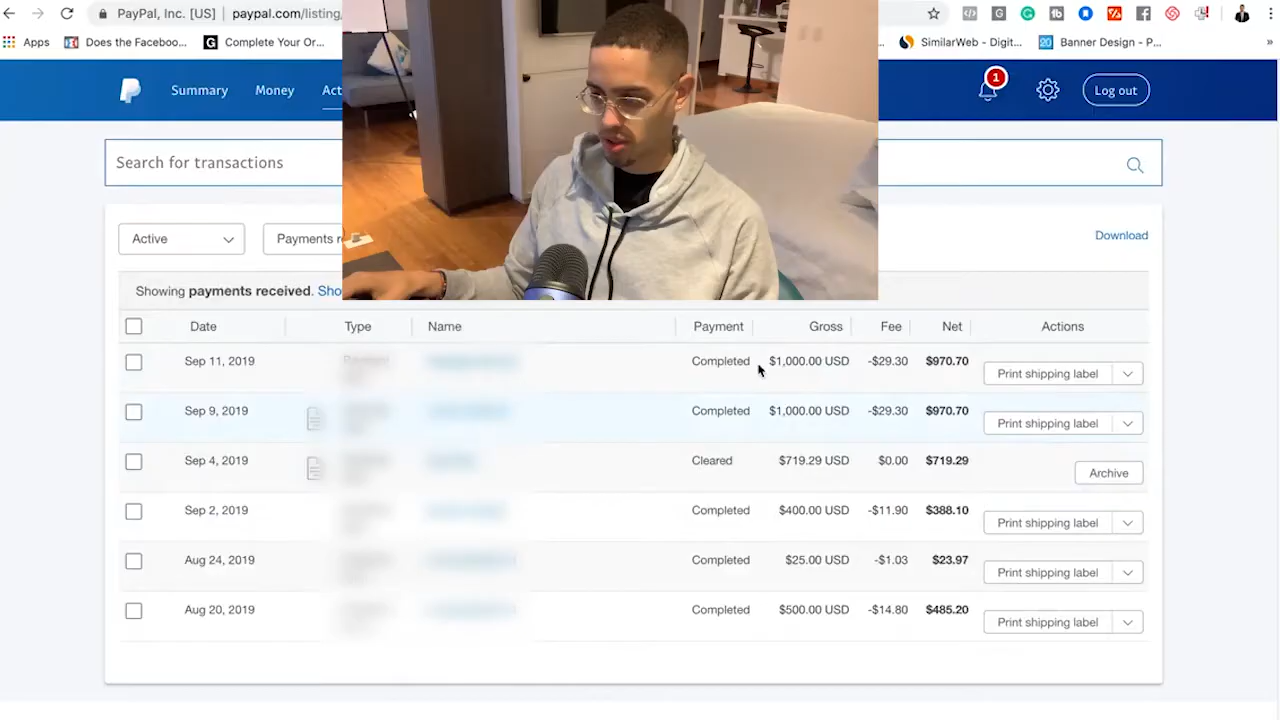 PayPal, Inc. [US] paypal.com/listing
Apps Does the Faceboo... Complete Your Or... SimilarWeb - Digit... Banner Design - P...
Summary Money Act 1 Log out
Search for transactions
Active Payments r Download
Showing payments received. Sho
Date Type Name Payment Gross Fee Net Actions
Sep 11, 2019 Completed $1,000.00 USD -$29.30 $970.70 Print shipping label
Sep 9, 2019 Completed $1,000.00 USD -$29.30 $970.70 Print shipping label
Sep 4, 2019 Cleared $719.29 USD $0.00 $719.29 Archive
Sep 2, 2019 Completed $400.00 USD -$11.90 $388.10 Print shipping label
Aug 24, 2019 Completed $25.00 USD -$1.03 $23.97 Print shipping label
Aug 20, 2019 Completed $500.00 USD -$14.80 $485.20 Print shipping label